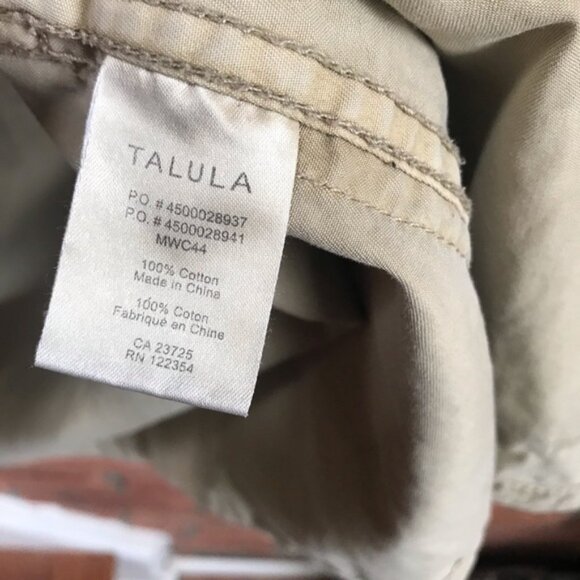 TALULA
P.O. # 4500028937
P.O. # 4500028941
MWC44
100% Cotton
Made in China
100% Coton
Fabriqué en Chine
CA 23725
RN 122354